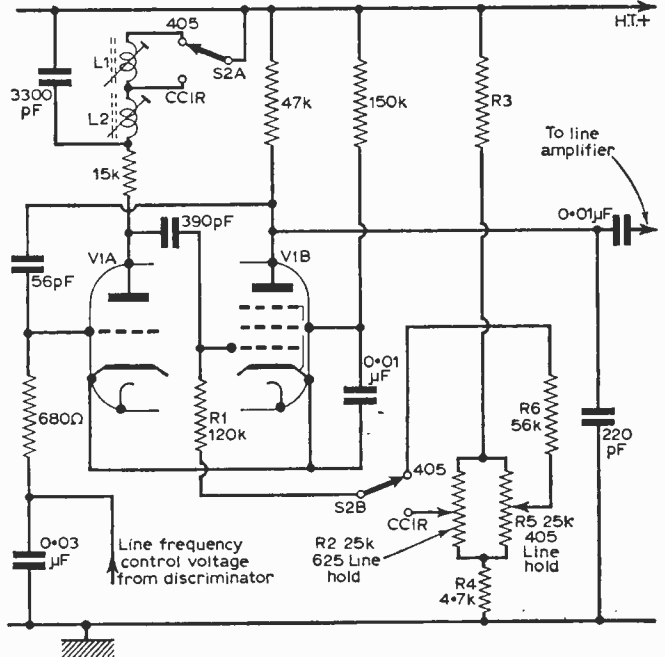 H.T.+
405
S2A
L1
CCIR
L2
3300
pF
47k
150k
R3
15k
To line
amplifier
0·01µF
390pF
56pF
V1A
V1B
0·01
µF
680Ω
R1
120k
R6
56k
220
pF
405
S2B
CCIR
R5 25k
405
Line
hold
R2 25k
625 Line
hold
R4
4·7k
0·03
µF
Line frequency
control voltage
from discriminator